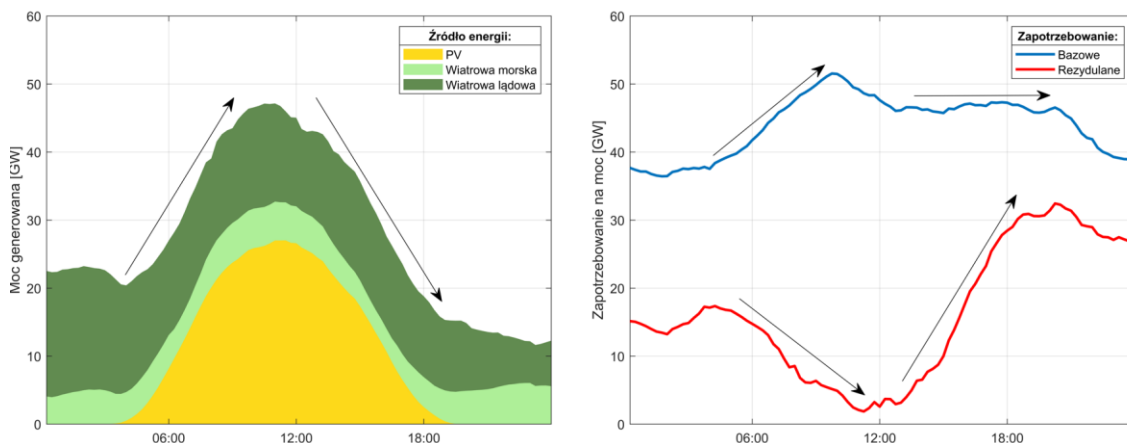 Źródło energii:
PV
Wiatrowa morska
Wiatrowa lądowa
Moc generowana [GW]
60
50
40
30
20
10
0
06:00
12:00
18:00
Zapotrzebowanie:
Bazowe
Rezydulane
Zapotrzebowanie na moc [GW]
60
50
40
30
20
10
0
06:00
12:00
18:00